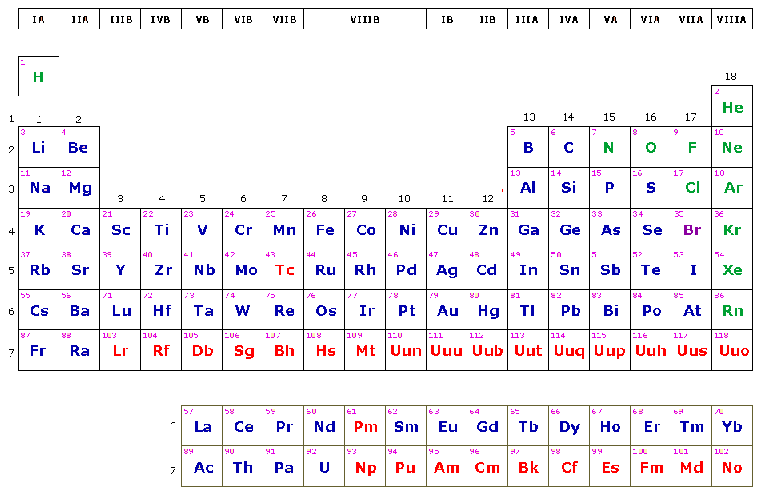 IA IIA IIIB IVB VB VIB VIIB VIIIB IB IIB IIIA IVA VA VIA VIIA VIIIA
1
H
18
2
He
1 1 2 13 14 15 16 17
3 4 5 6 7 8 9 10
2 Li Be B C N O F Ne
11 12 13 14 15 16 17 18
3 Na Mg Al Si P S Cl Ar
3 4 5 6 7 8 9 10 11 12
19 20 21 22 23 24 25 26 27 28 29 30 31 32 33 34 35 36
4 K Ca Sc Ti V Cr Mn Fe Co Ni Cu Zn Ga Ge As Se Br Kr
37 38 39 40 41 42 43 44 45 46 47 48 49 50 51 52 53 54
5 Rb Sr Y Zr Nb Mo Tc Ru Rh Pd Ag Cd In Sn Sb Te I Xe
55 56 71 72 73 74 75 76 77 78 79 80 81 82 83 84 85 86
6 Cs Ba Lu Hf Ta W Re Os Ir Pt Au Hg Tl Pb Bi Po At Rn
87 88 103 104 105 106 107 108 109 110 111 112 113 114 115 116 117 118
7 Fr Ra Lr Rf Db Sg Bh Hs Mt Uun Uuu Uub Uut Uuq Uup Uuh Uus Uuo
57 58 59 60 61 62 63 64 65 66 67 68 69 70
6 La Ce Pr Nd Pm Sm Eu Gd Tb Dy Ho Er Tm Yb
89 90 91 92 93 94 95 96 97 98 99 100 101 102
7 Ac Th Pa U Np Pu Am Cm Bk Cf Es Fm Md No